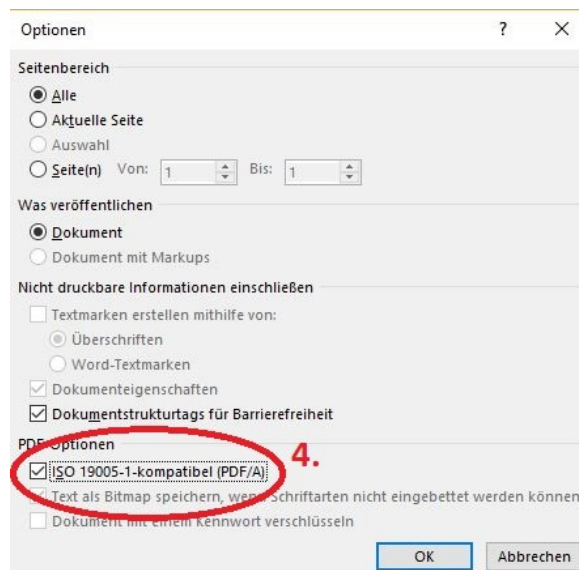 Optionen
Seitenbereich
Alle
Aktuelle Seite
Auswahl
Seite(n) Von: 1 Bis: 1
Was veröffentlichen
Dokument
Dokument mit Markups
Nicht druckbare Informationen einschließen
Textmarken erstellen mithilfe von:
Überschriften
Word-Textmarken
Dokumenteigenschaften
Dokumentstrukturtags für Barrierefreiheit
PDF-Optionen
4.
ISO 19005-1-kompatibel (PDF/A)
Text als Bitmap speichern, wenn Schriftarten nicht eingebettet werden können
Dokument mit einem Kennwort verschlüsseln
OK Abbrechen